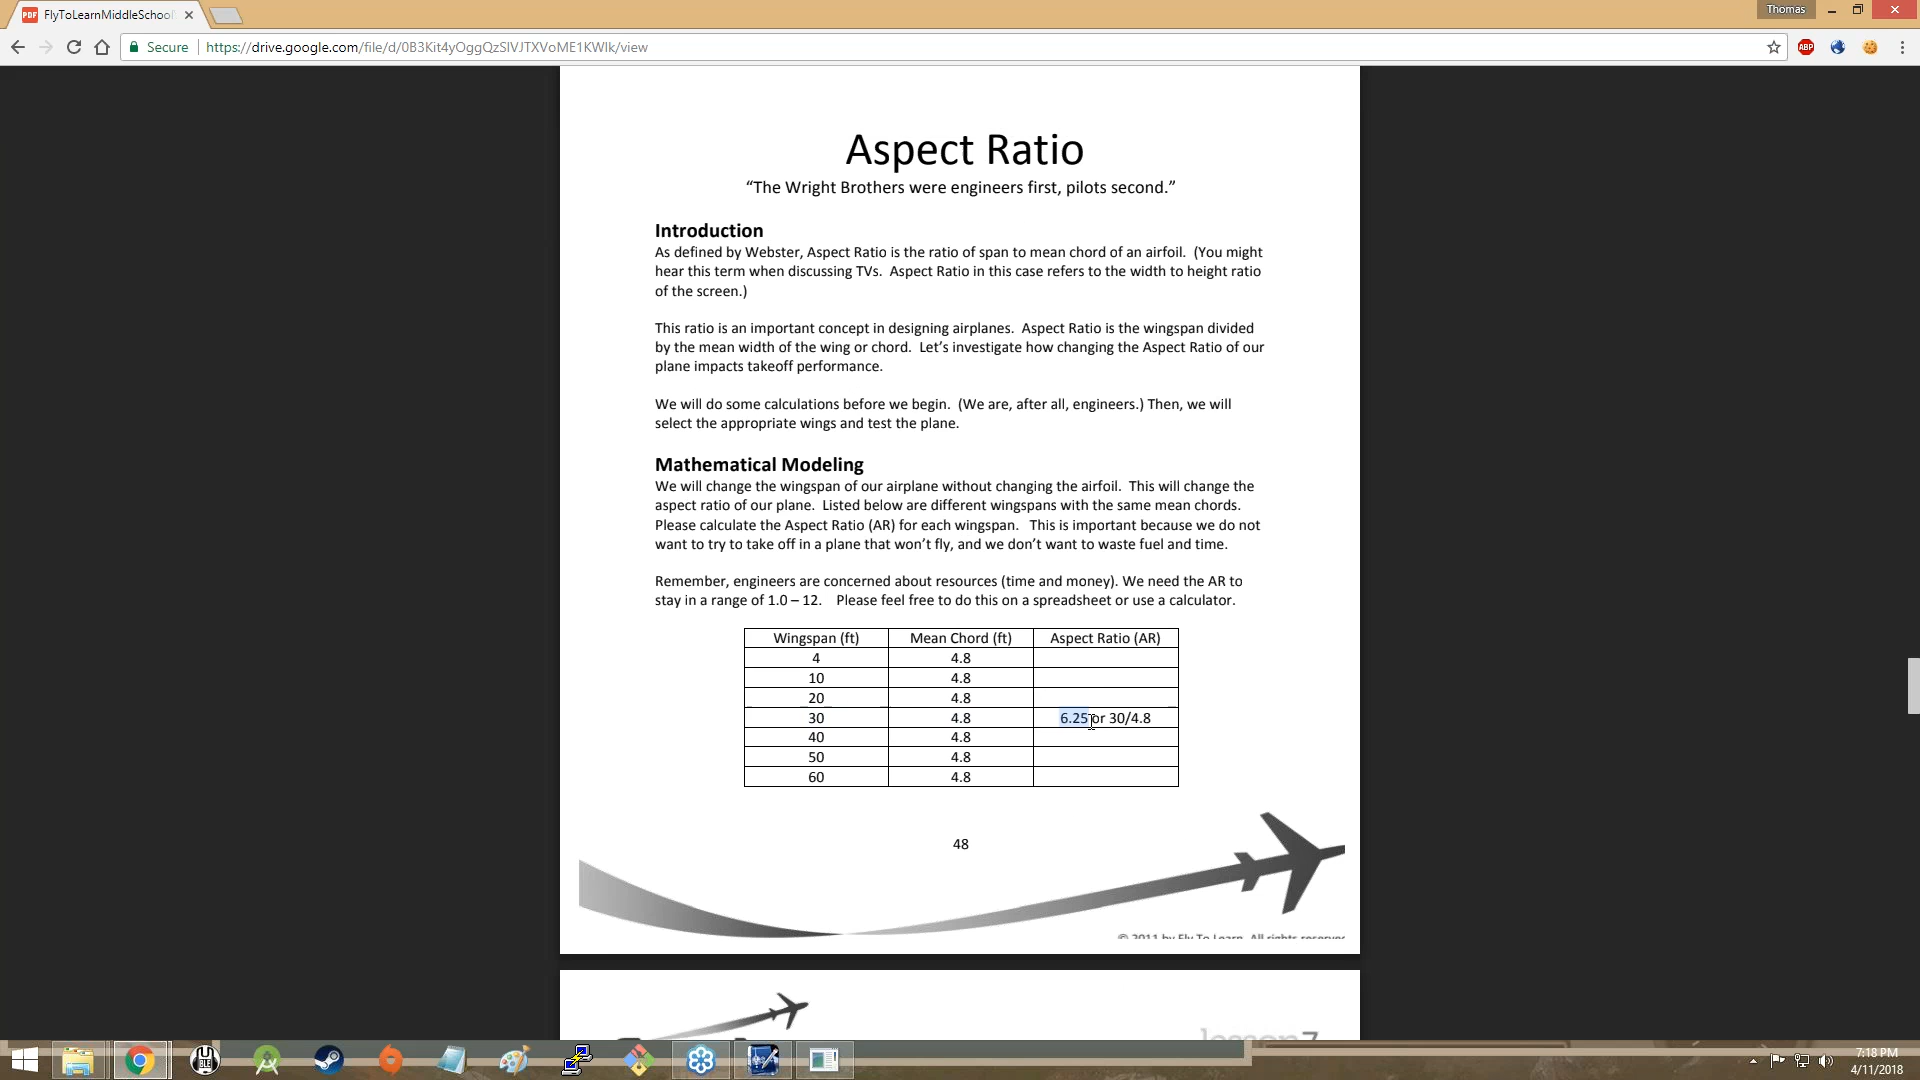 FlyToLearnMiddleSchool
Thomas
Secure
https://drive.google.com/file/d/0B3Kit4yOggQzSlVJTXVoME1KWlk/view
ABP
Aspect Ratio
“The Wright Brothers were engineers first, pilots second.”
Introduction
As defined by Webster, Aspect Ratio is the ratio of span to mean chord of an airfoil. (You might
hear this term when discussing TVs. Aspect Ratio in this case refers to the width to height ratio
of the screen.)
This ratio is an important concept in designing airplanes. Aspect Ratio is the wingspan divided
by the mean width of the wing or chord. Let’s investigate how changing the Aspect Ratio of our
plane impacts takeoff performance.
We will do some calculations before we begin. (We are, after all, engineers.) Then, we will
select the appropriate wings and test the plane.
Mathematical Modeling
We will change the wingspan of our airplane without changing the airfoil. This will change the
aspect ratio of our plane. Listed below are different wingspans with the same mean chords.
Please calculate the Aspect Ratio (AR) for each wingspan. This is important because we do not
want to try to take off in a plane that won’t fly, and we don’t want to waste fuel and time.
Remember, engineers are concerned about resources (time and money). We need the AR to
stay in a range of 1.0 – 12. Please feel free to do this on a spreadsheet or use a calculator.
Wingspan (ft) Mean Chord (ft) Aspect Ratio (AR)
4 4.8
10 4.8
20 4.8
30 4.8 6.25 or 30/4.8
40 4.8
50 4.8
60 4.8
48
© 2011 by Fly To Learn. All rights reserved
lesson7
7:18 PM
4/11/2018